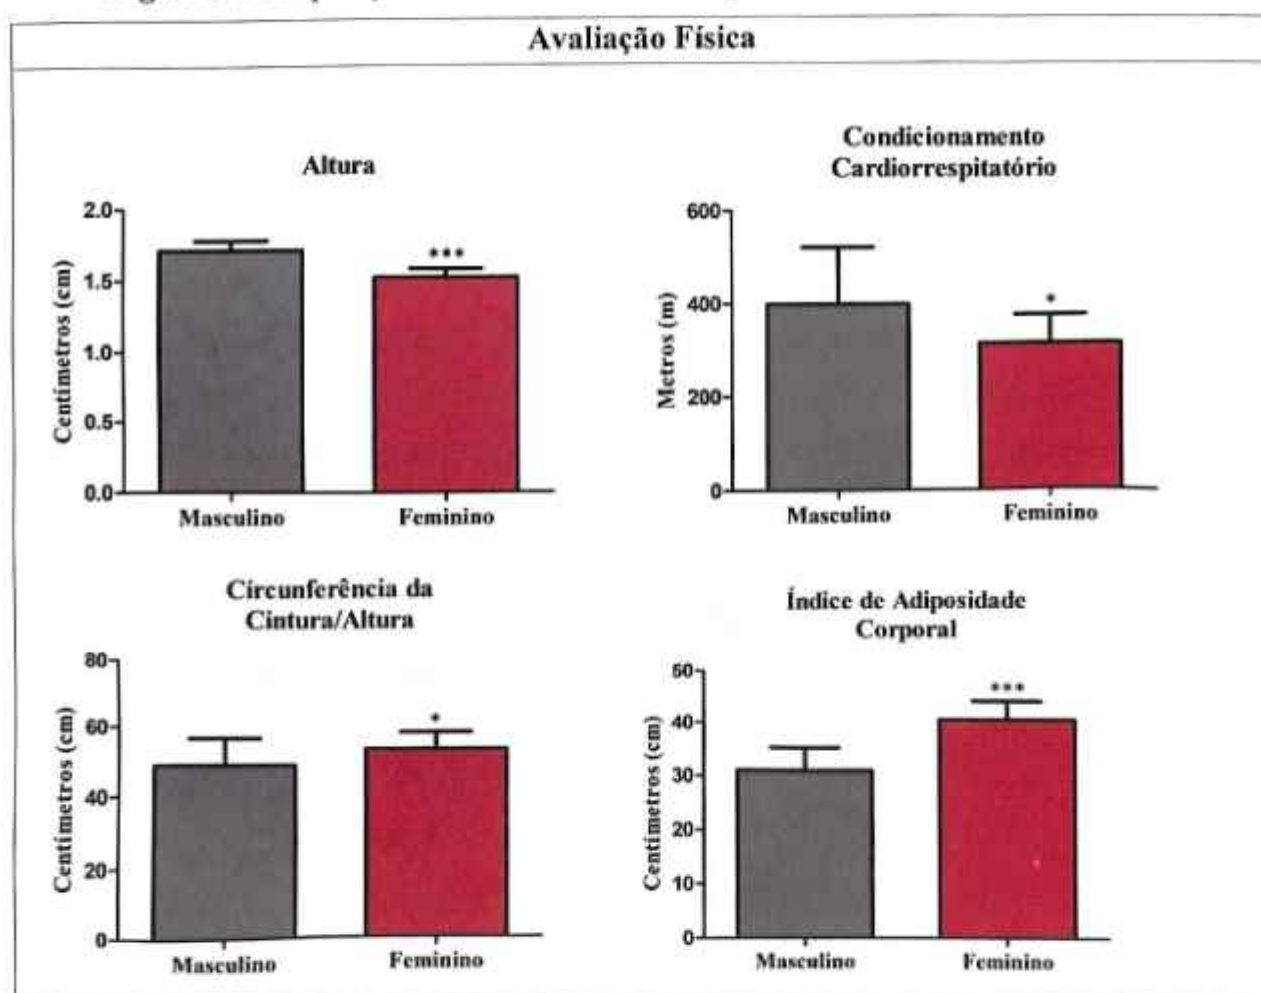 Avaliação Física
Altura
Centímetros (cm)
2.0
1.5
1.0
0.5
0.0
***
Masculino
Feminino
Condicionamento
Cardiorrespitatório
Metros (m)
600
400
200
0
*
Masculino
Feminino
Círcunferência da
Cintura/Altura
Centímetros (cm)
80
60
40
20
0
*
Masculino
Feminino
Índice de Adiposidade
Corporal
Centímetros (cm)
50
40
30
20
10
0
***
Masculino
Feminino